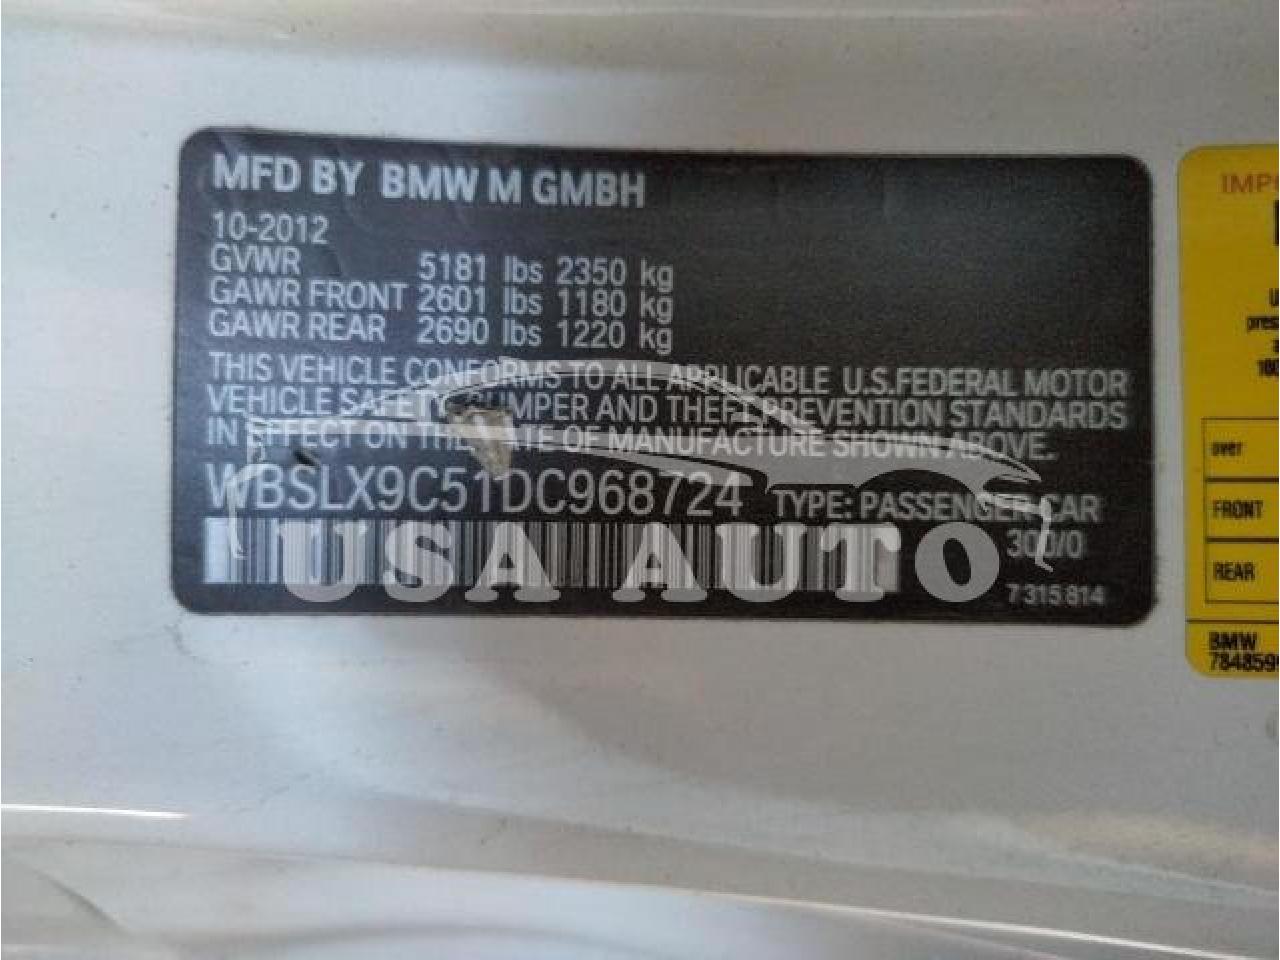 MFD BY BMW M GMBH
10-2012
GVWR 5181 lbs 2350 kg
GAWR FRONT 2601 lbs 1180 kg
GAWR REAR 2690 lbs 1220 kg
THIS VEHICLE CONFORMS TO ALL APPLICABLE U.S.FEDERAL MOTOR
VEHICLE SAFETY BUMPER AND THEFT PREVENTION STANDARDS
IN EFFECT ON THE DATE OF MANUFACTURE SHOWN ABOVE.
WBSLX9C51DC968724 TYPE: PASSENGER CAR
300/0
USA AUTO
7 315 814
over
FRONT
REAR
BMW